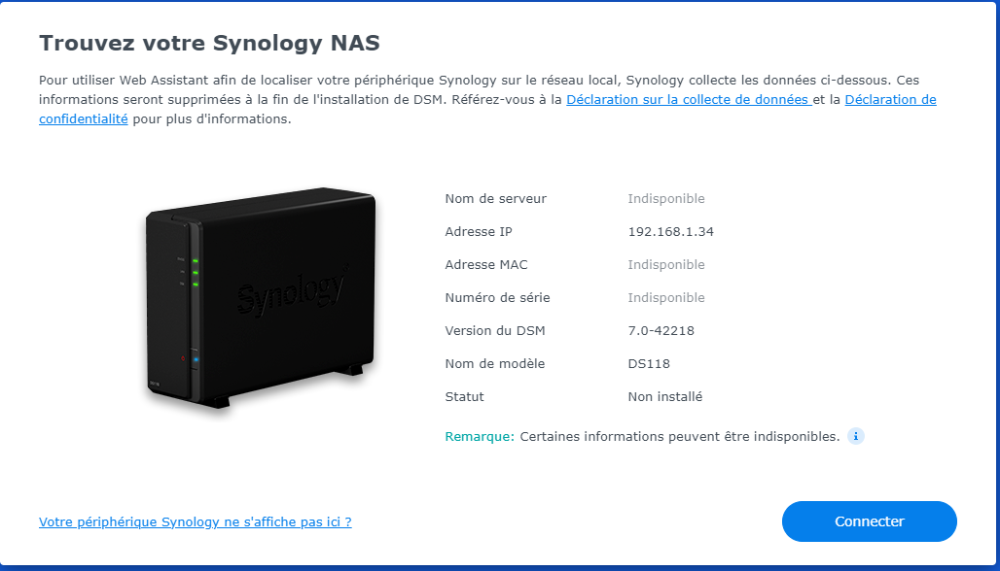 Trouvez votre Synology NAS
Pour utiliser Web Assistant afin de localiser votre périphérique Synology sur le réseau local, Synology collecte les données ci-dessous. Ces
informations seront supprimées à la fin de l'installation de DSM. Référez-vous à la Déclaration sur la collecte de données et la Déclaration de
confidentialité pour plus d'informations.
Synology
Nom de serveur Indisponible
Adresse IP 192.168.1.34
Adresse MAC Indisponible
Numéro de série Indisponible
Version du DSM 7.0-42218
Nom de modèle DS118
Statut Non installé
Remarque: Certaines informations peuvent être indisponibles. i
Votre périphérique Synology ne s'affiche pas ici ?
Connecter